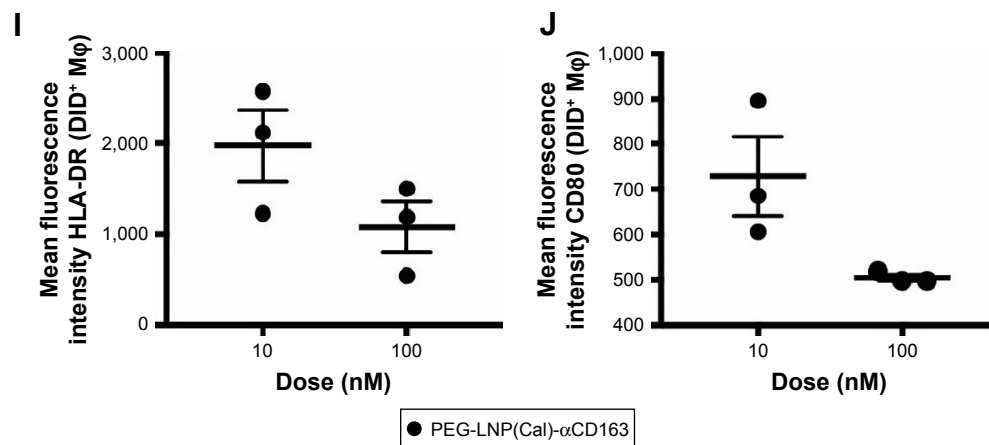 I
Mean fluorescence
intensity HLA-DR (DID⁺ Mφ)
3,000
2,000
1,000
0
10
100
Dose (nM)
J
Mean fluorescence
intensity CD80 (DID⁺ Mφ)
1,000
900
800
700
600
500
400
10
100
Dose (nM)
PEG-LNP(Cal)-αCD163